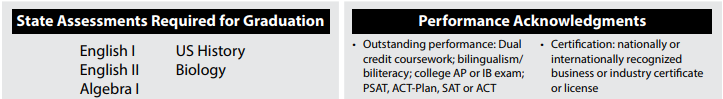 State Assessments Required for Graduation
English I
English II
Algebra I
US History
Biology
Performance Acknowledgments
• Outstanding performance: Dual
credit coursework; bilingualism/
biliteracy; college AP or IB exam;
PSAT, ACT-Plan, SAT or ACT
• Certification: nationally or
internationally recognized
business or industry certificate
or license